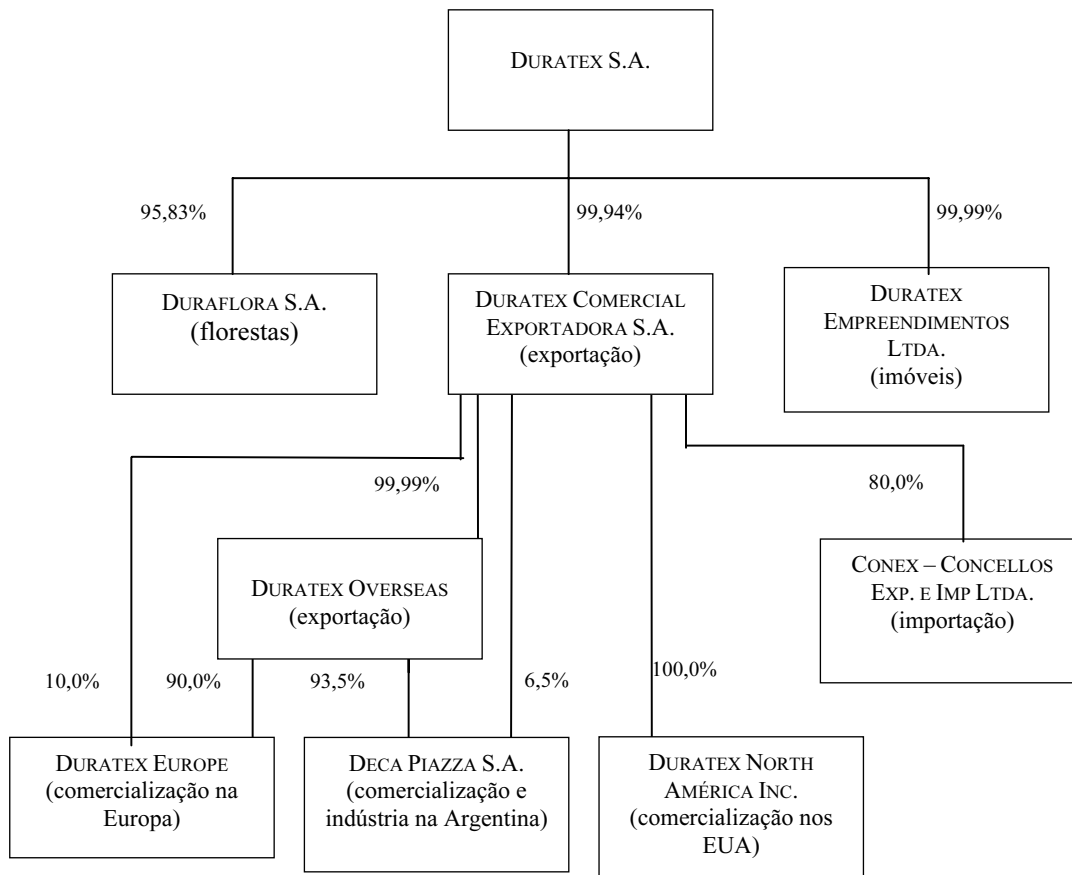 DURATEX S.A.
95,83%
99,94%
99,99%
DURAFLORA S.A.
(florestas)
DURATEX COMERCIAL
EXPORTADORA S.A.
(exportação)
DURATEX
EMPREENDIMENTOS
LTDA.
(imóveis)
99,99%
80,0%
DURATEX OVERSEAS
(exportação)
CONEX – CONCELLOS
EXP. E IMP LTDA.
(importação)
10,0%
90,0%
93,5%
6,5%
100,0%
DURATEX EUROPE
(comercialização na
Europa)
DECA PIAZZA S.A.
(comercialização e
indústria na Argentina)
DURATEX NORTH
AMÉRICA INC.
(comercialização nos
EUA)